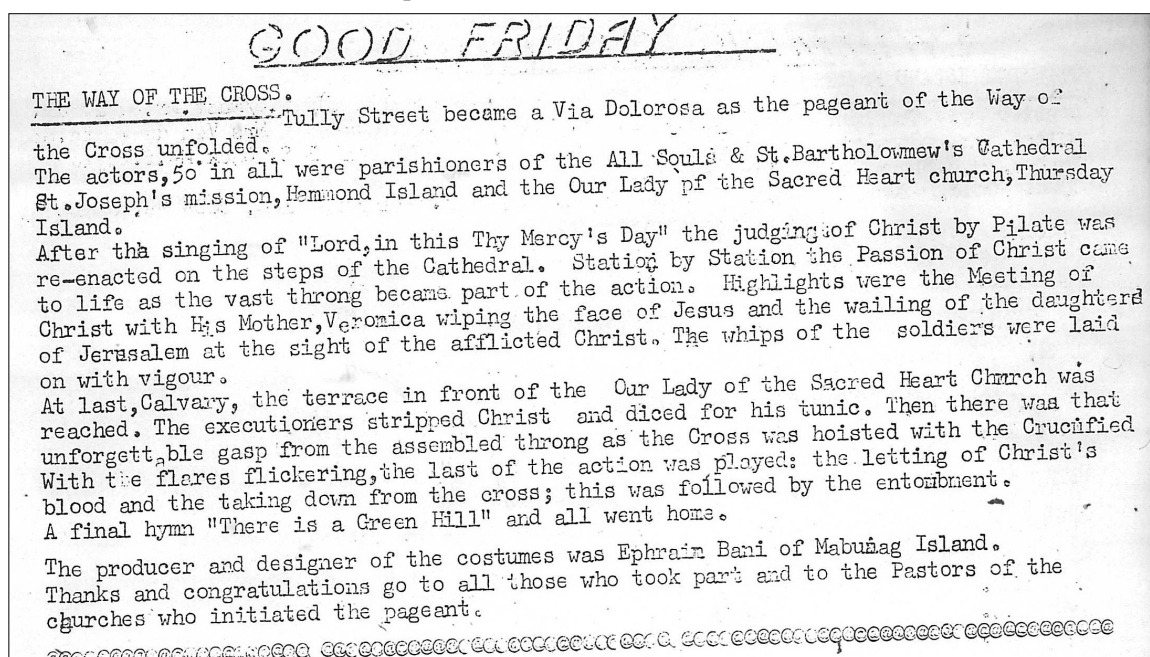 GOOD FRIDAY
THE WAY OF THE CROSS.
Tully Street became a Via Dolorosa as the pageant of the Way of
the Cross unfolded.
The actors,50 in all were parishioners of the All Souls & St.Bartholowmew's Cathedral
St.Joseph's mission,Hammond Island and the Our Lady of the Sacred Heart church,Thursday
Island.
After tha singing of "Lord,in this Thy Mercy's Day" the judging of Christ by Pilate was
re-enacted on the steps of the Cathedral. Station by Station the Passion of Christ came
to life as the vast throng became part of the action. Highlights were the Meeting of
Christ with His Mother,Veronica wiping the face of Jesus and the wailing of the daughterd
of Jerusalem at the sight of the afflicted Christ. The whips of the soldiers were laid
on with vigour.
At last,Calvary, the terrace in front of the Our Lady of the Sacred Heart Church was
reached. The executioners stripped Christ and diced for his tunic. Then there was that
unforgettable gasp from the assembled throng as the Cross was hoisted with the Crucified
With the flares flickering,the last of the action was played: the letting of Christ's
blood and the taking down from the cross; this was followed by the entombment.
A final hymn "There is a Green Hill" and all went home.
The producer and designer of the costumes was Ephraim Bani of Mabuiag Island.
Thanks and congratulations go to all those who took part and to the Pastors of the
churches who initiated the pageant.